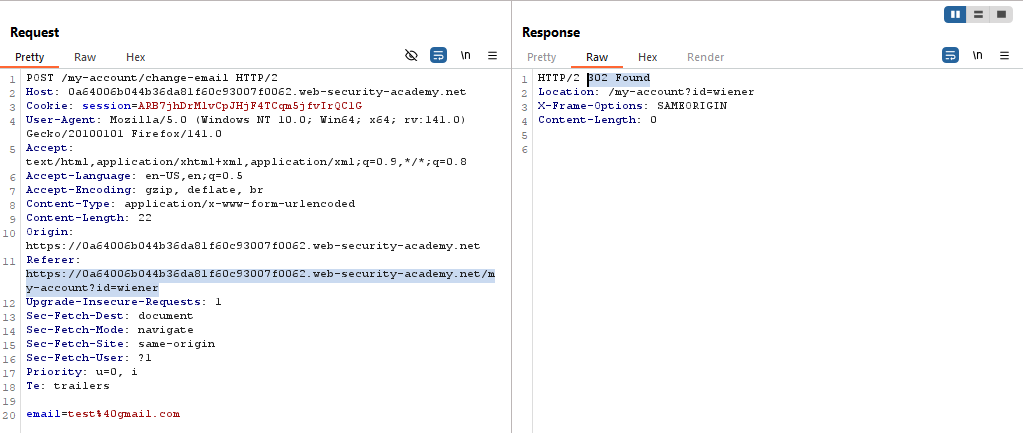 Request
Pretty Raw Hex \n
1 POST /my-account/change-email HTTP/2
2 Host: 0a64006b044b36da81f60c93007f0062.web-security-academy.net
3 Cookie: session=ARB7jhDrMlvCpJHjF4TCqm5jfvIrQClG
4 User-Agent: Mozilla/5.0 (Windows NT 10.0; Win64; x64; rv:141.0)
Gecko/20100101 Firefox/141.0
5 Accept:
text/html,application/xhtml+xml,application/xml;q=0.9,*/*;q=0.8
6 Accept-Language: en-US,en;q=0.5
7 Accept-Encoding: gzip, deflate, br
8 Content-Type: application/x-www-form-urlencoded
9 Content-Length: 22
10 Origin:
https://0a64006b044b36da81f60c93007f0062.web-security-academy.net
11 Referer:
https://0a64006b044b36da81f60c93007f0062.web-security-academy.net/m
y-account?id=wiener
12 Upgrade-Insecure-Requests: 1
13 Sec-Fetch-Dest: document
14 Sec-Fetch-Mode: navigate
15 Sec-Fetch-Site: same-origin
16 Sec-Fetch-User: ?1
17 Priority: u=0, i
18 Te: trailers
19
20 email=test%40gmail.com
Response
Pretty Raw Hex Render \n
1 HTTP/2 302 Found
2 Location: /my-account?id=wiener
3 X-Frame-Options: SAMEORIGIN
4 Content-Length: 0
5
6